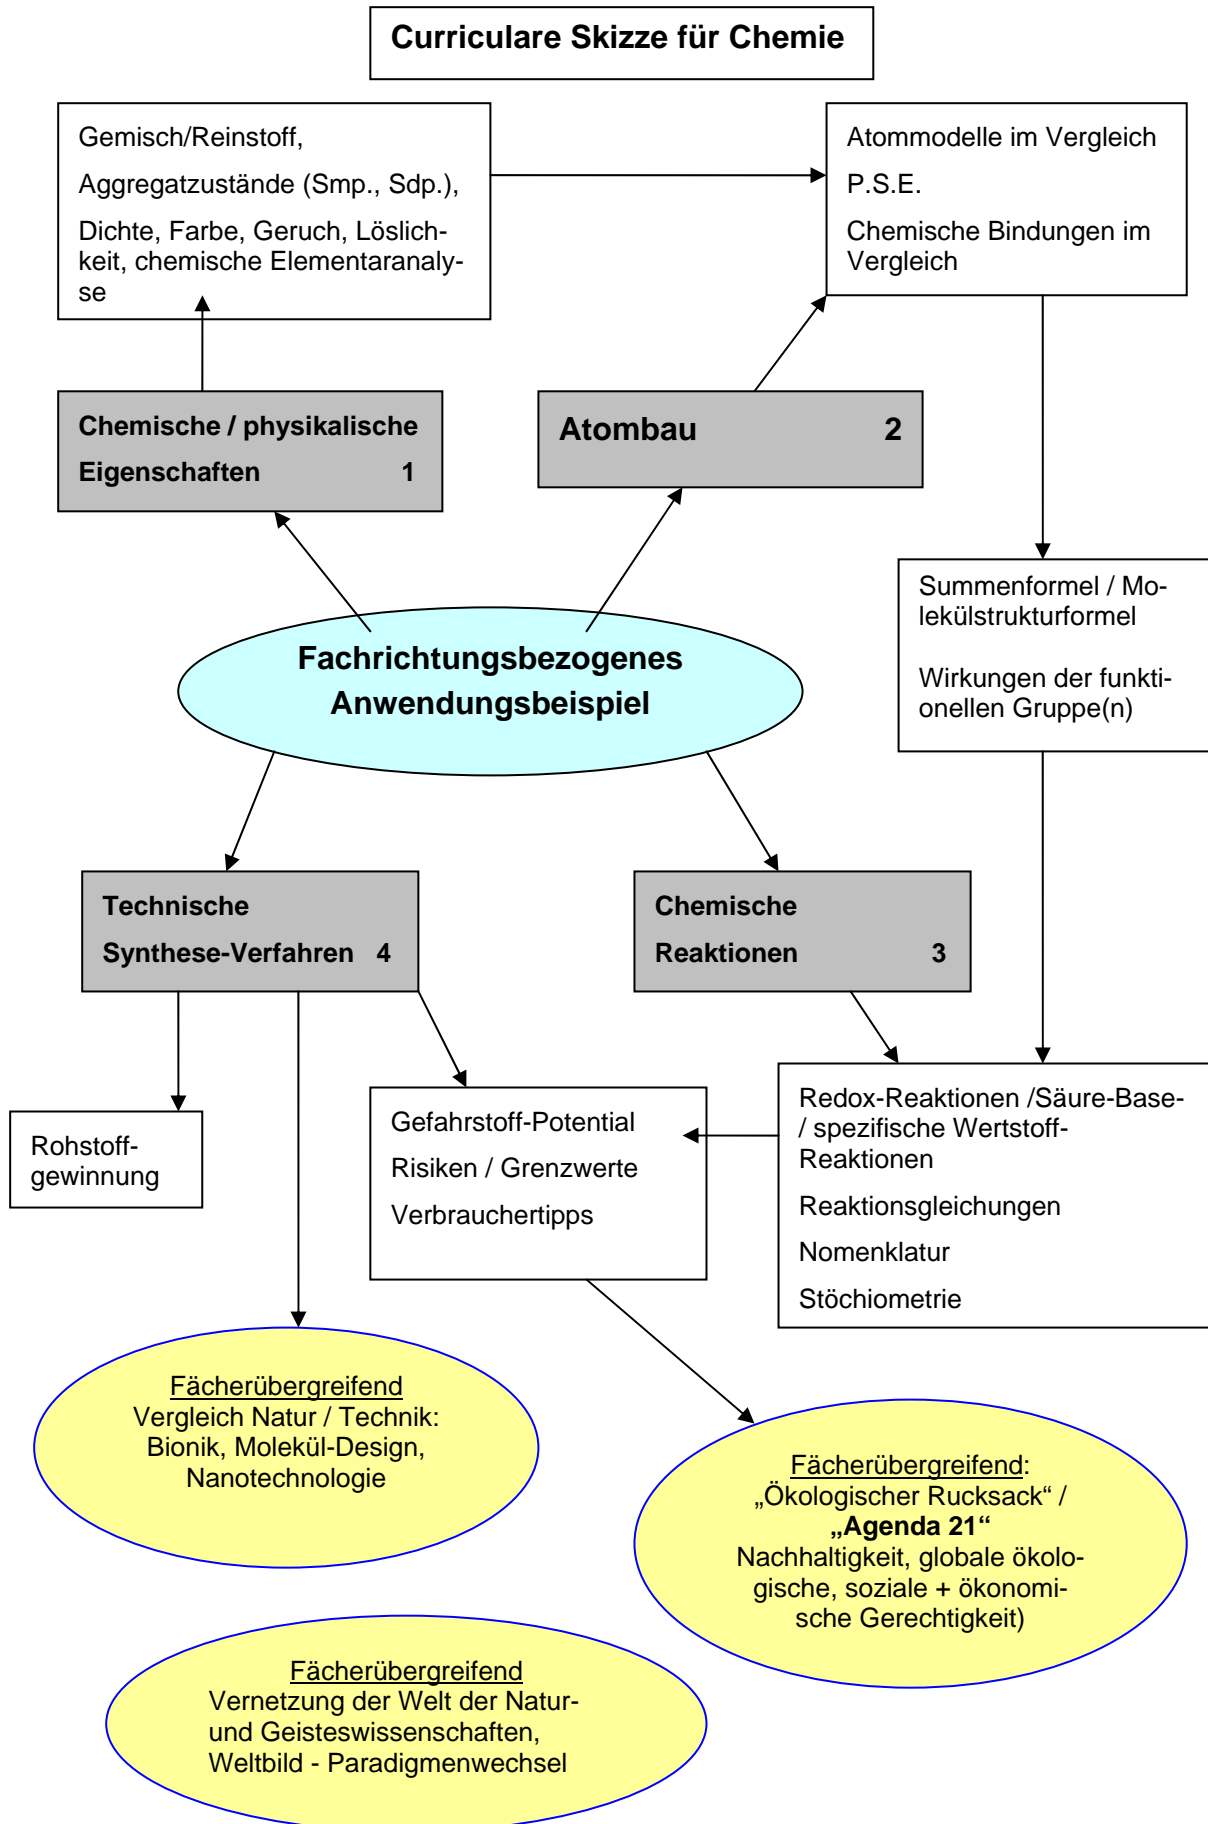 Curriculare Skizze für Chemie
Gemisch/Reinstoff,
Aggregatzustände (Smp., Sdp.),
Dichte, Farbe, Geruch, Löslich-
keit, chemische Elementaranaly-
se
Atommodelle im Vergleich
P.S.E.
Chemische Bindungen im
Vergleich
Chemische / physikalische
Eigenschaften 1
Atombau 2
Summenformel / Mo-
lekülstrukturformel
Wirkungen der funkti-
onellen Gruppe(n)
Fachrichtungsbezogenes
Anwendungsbeispiel
Technische
Synthese-Verfahren 4
Chemische
Reaktionen 3
Rohstoff-
gewinnung
Gefahrstoff-Potential
Risiken / Grenzwerte
Verbrauchertipps
Redox-Reaktionen /Säure-Base-
/ spezifische Wertstoff-
Reaktionen
Reaktionsgleichungen
Nomenklatur
Stöchiometrie
Fächerübergreifend
Vergleich Natur / Technik:
Bionik, Molekül-Design,
Nanotechnologie
Fächerübergreifend:
„Ökologischer Rucksack“ /
„Agenda 21“
Nachhaltigkeit, globale ökolo-
gische, soziale + ökonomi-
sche Gerechtigkeit)
Fächerübergreifend
Vernetzung der Welt der Natur-
und Geisteswissenschaften,
Weltbild - Paradigmenwechsel